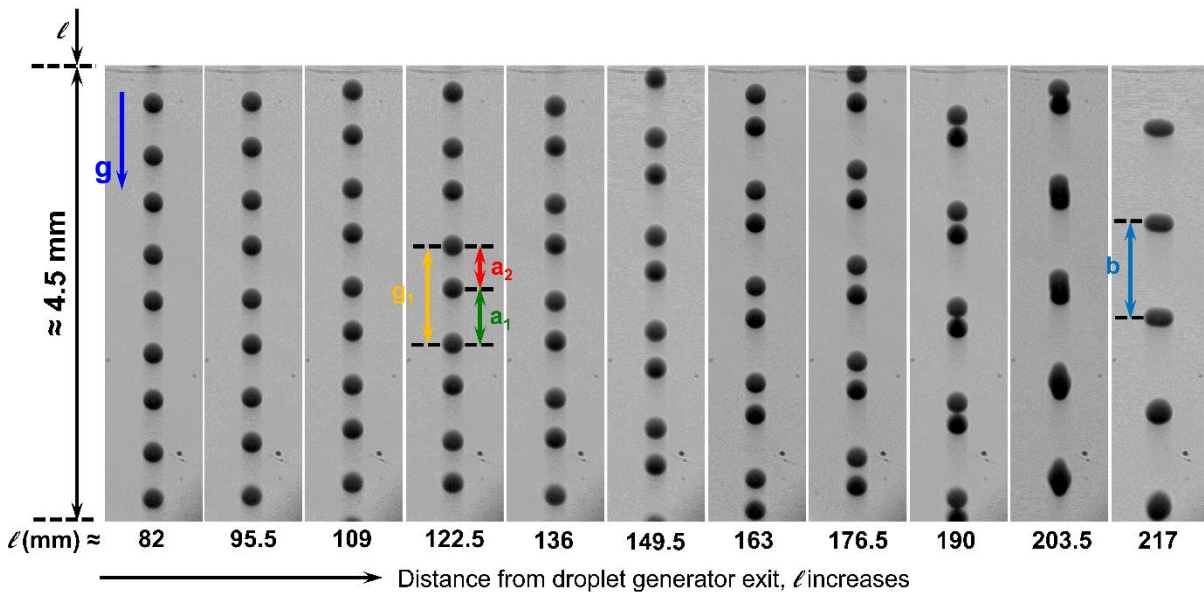 ℓ
g
≈ 4.5 mm
g₁
a₂
a₁
b
ℓ(mm) ≈ 82 95.5 109 122.5 136 149.5 163 176.5 190 203.5 217
Distance from droplet generator exit, ℓ increases